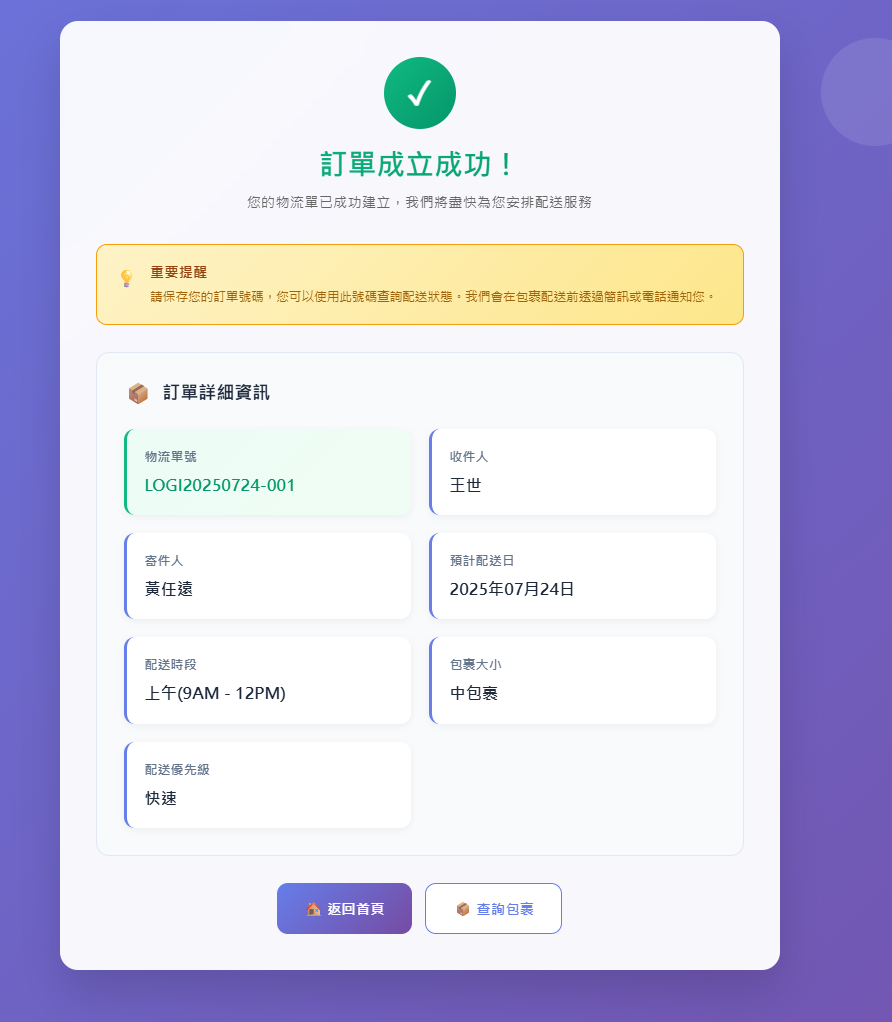 訂單成立成功！
您的物流單已成功建立，我們將盡快為您安排配送服務
重要提醒
請保存您的訂單號碼，您可以使用此號碼查詢配送狀態。我們會在包裹配送前透過簡訊或電話通知您。
訂單詳細資訊
物流單號
LOGI20250724-001
收件人
王世
寄件人
黃任遠
預計配送日
2025年07月24日
配送時段
上午(9AM - 12PM)
包裹大小
中包裹
配送優先級
快速
返回首頁
查詢包裹